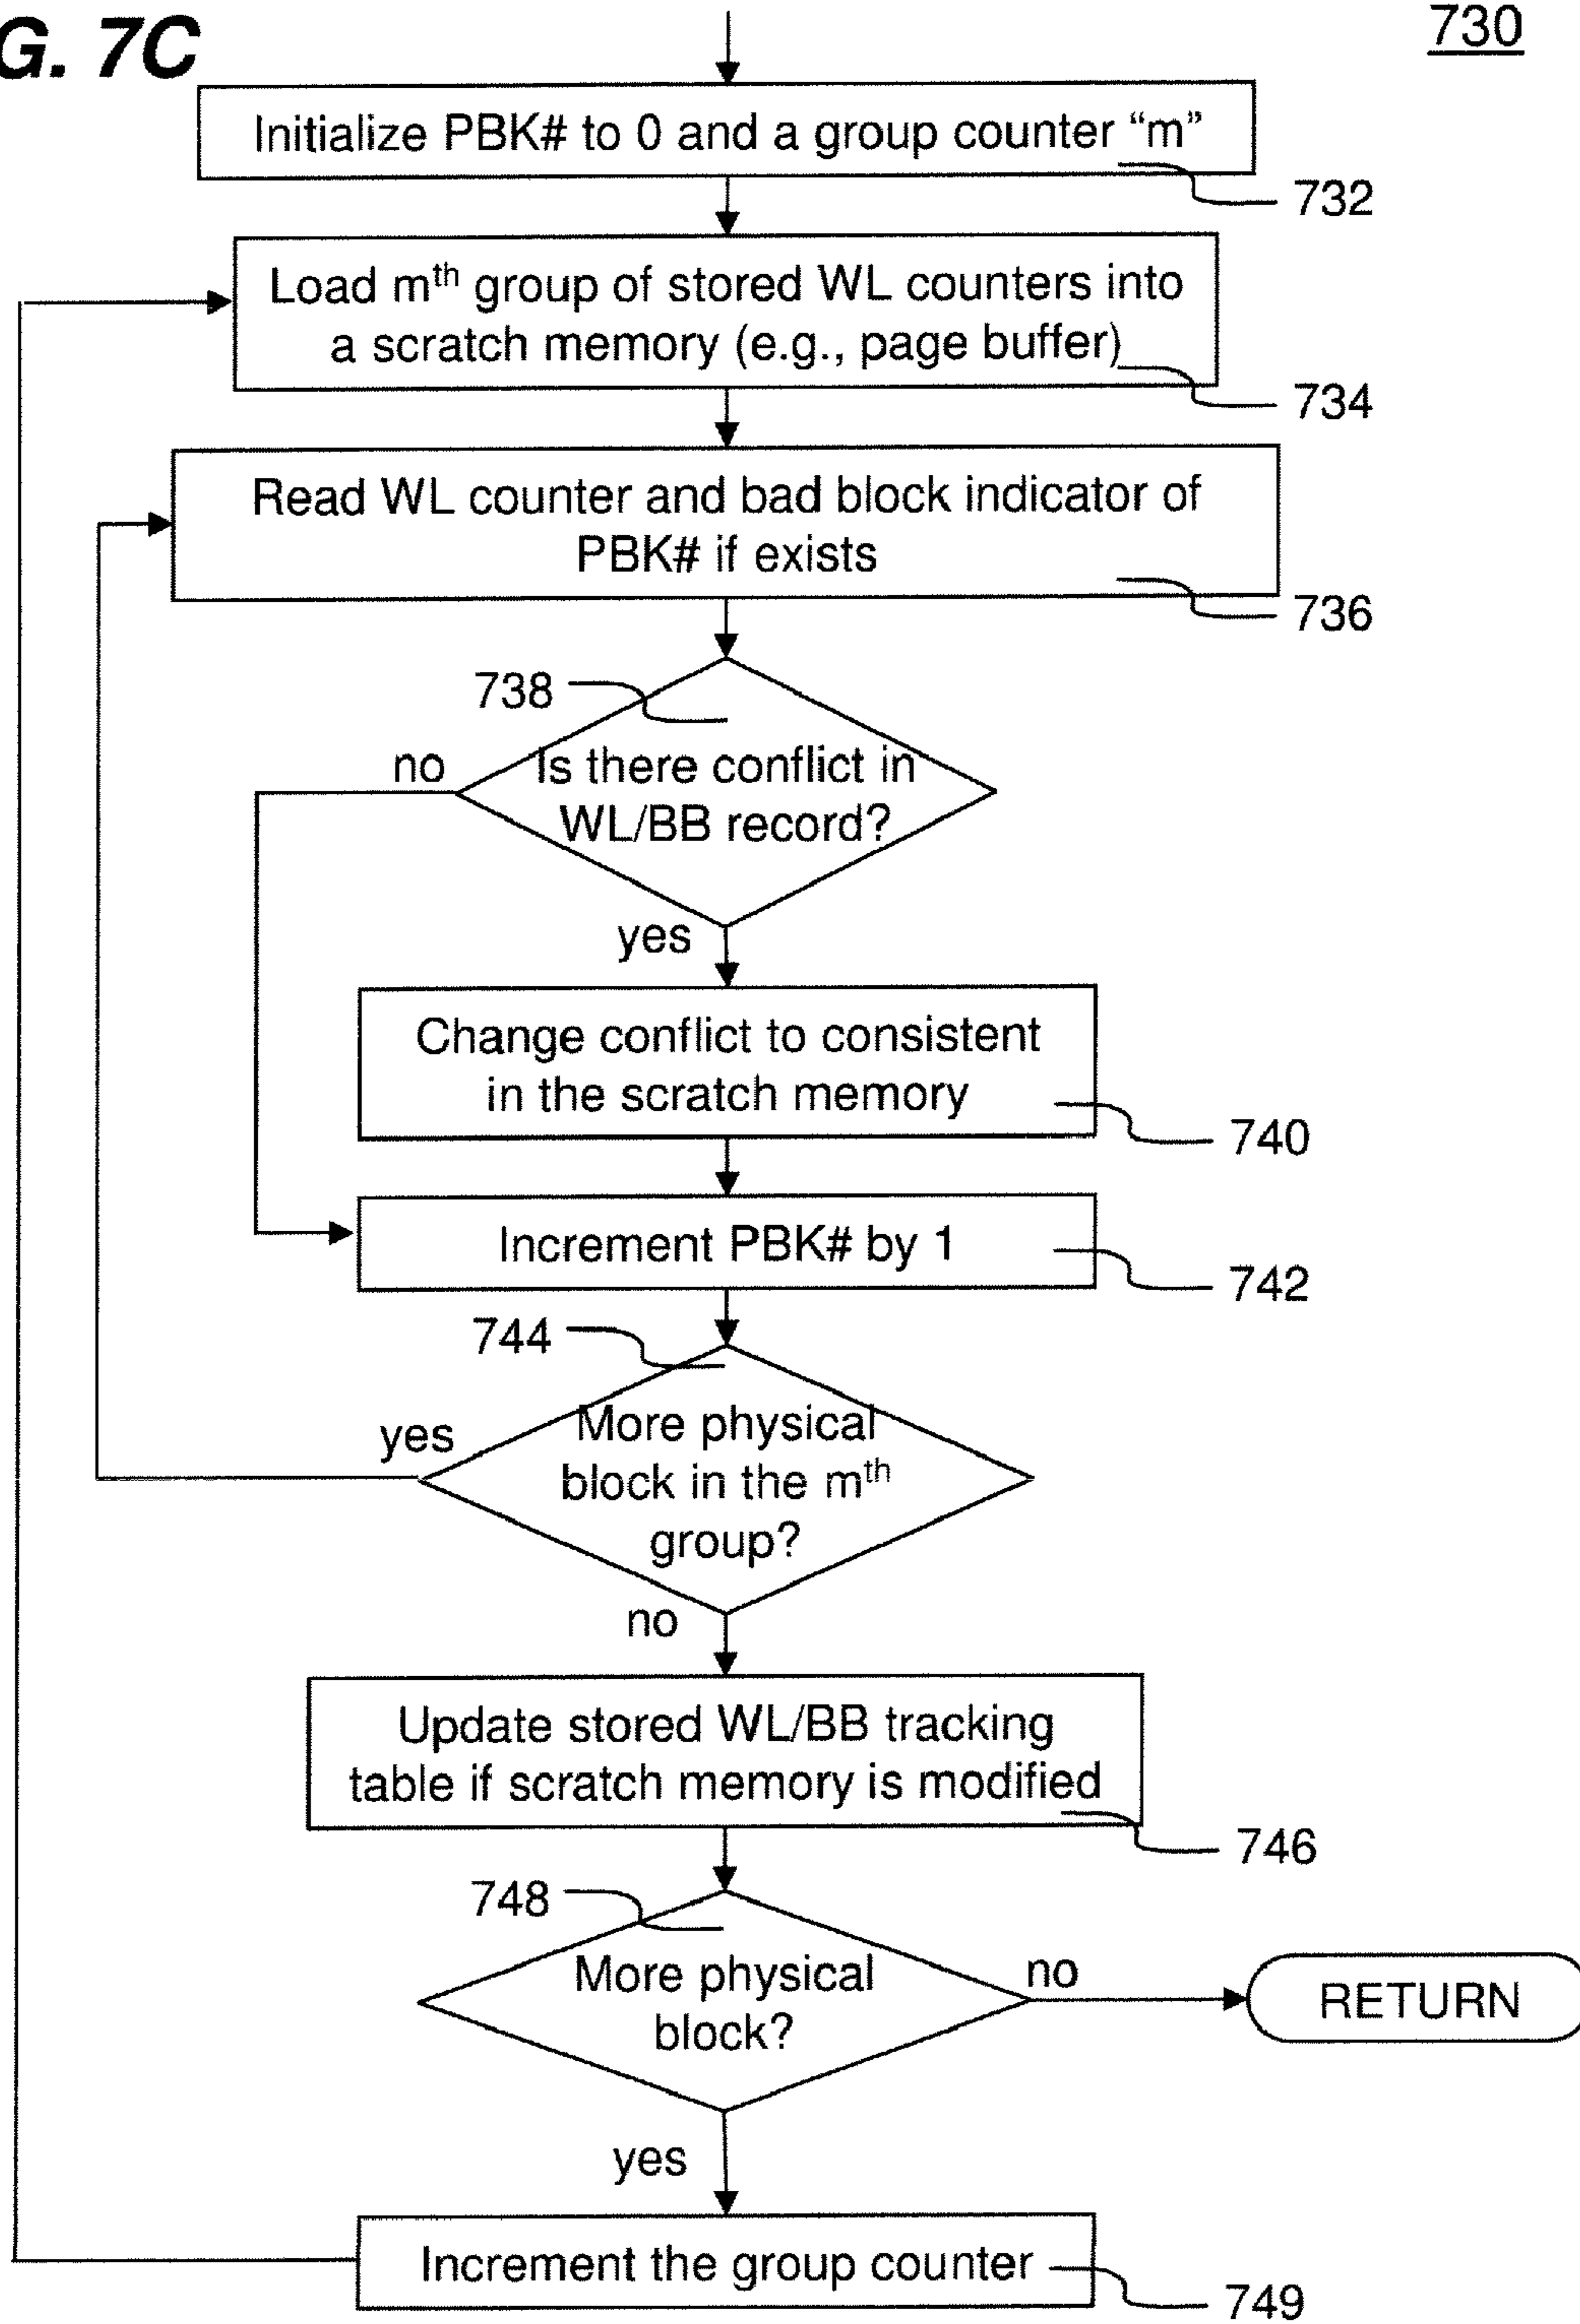 G. 7C
730
Initialize PBK# to 0 and a group counter “m”
732
Load mth group of stored WL counters into
a scratch memory (e.g., page buffer)
734
Read WL counter and bad block indicator of
PBK# if exists
736
738
no
Is there conflict in
WL/BB record?
yes
Change conflict to consistent
in the scratch memory
740
Increment PBK# by 1
742
744
yes
More physical
block in the mth
group?
no
Update stored WL/BB tracking
table if scratch memory is modified
746
748
More physical
block?
no
RETURN
yes
Increment the group counter
749